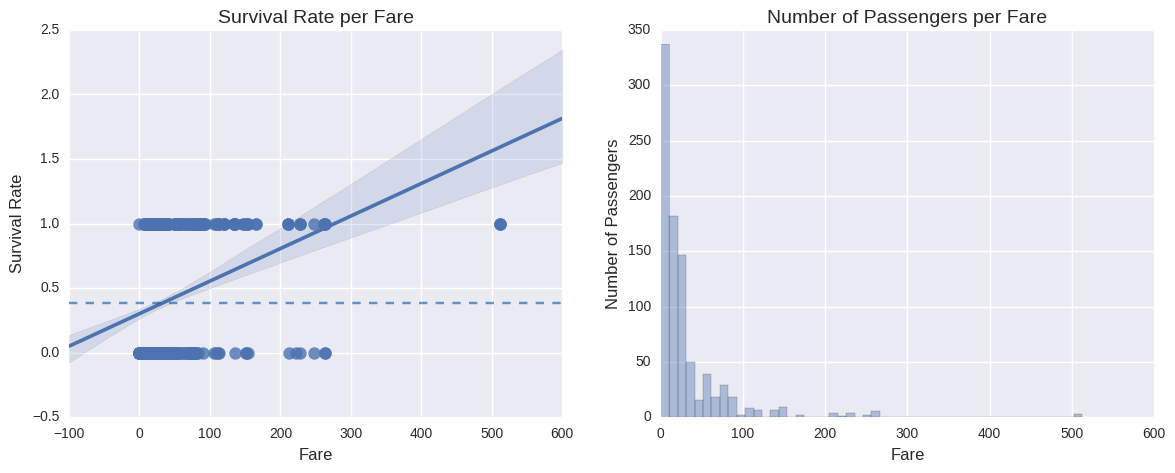 Survival Rate per Fare
2.5
2.0
1.5
1.0
0.5
0.0
−0.5
Survival Rate
−100 0 100 200 300 400 500 600
Fare
Number of Passengers per Fare
350
300
250
200
150
100
50
0
Number of Passengers
0 100 200 300 400 500 600
Fare